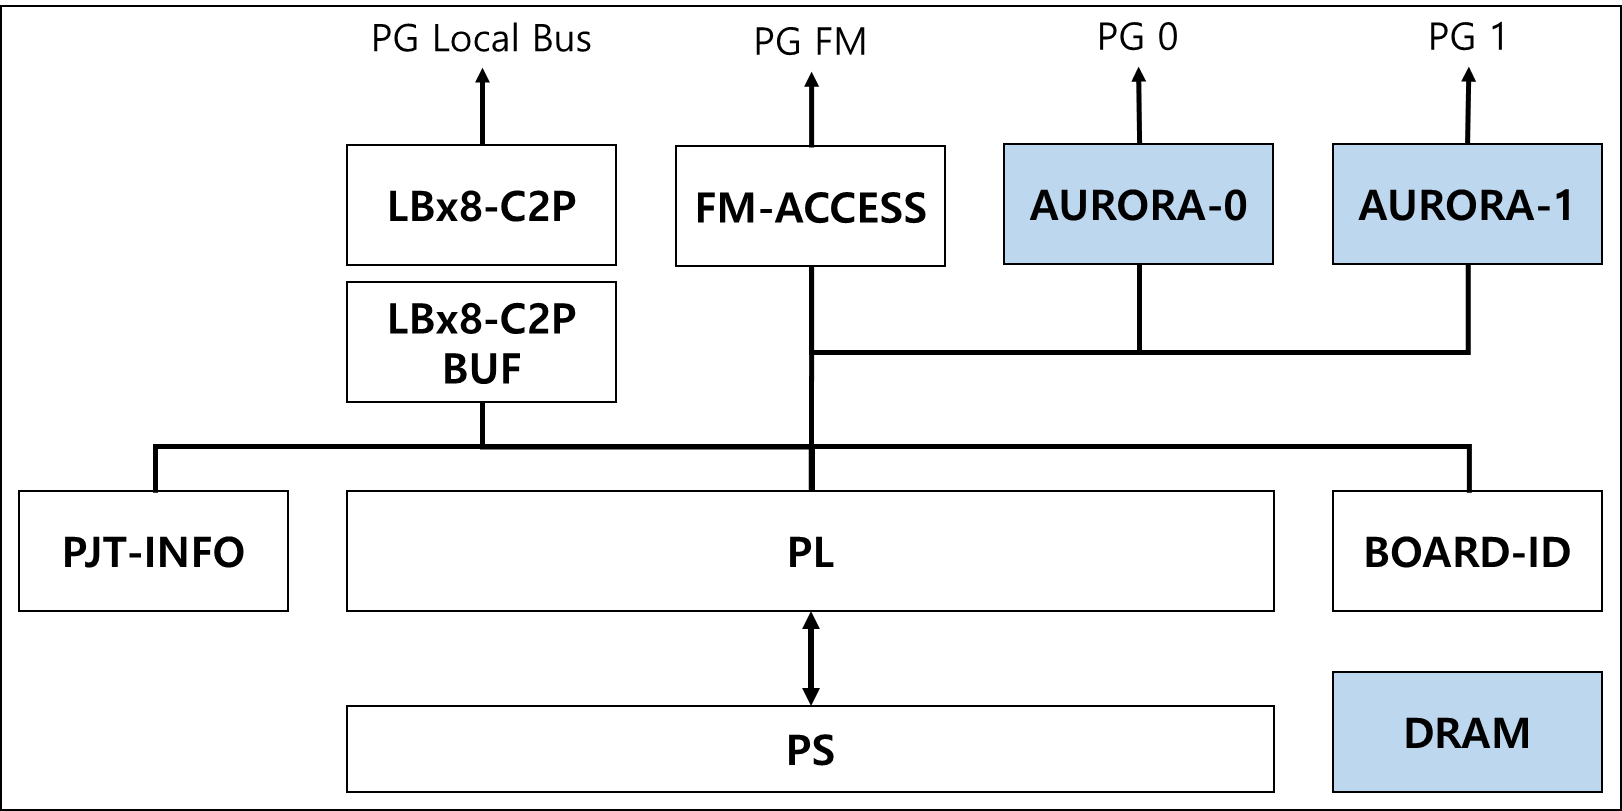 PG Local Bus
PG FM
PG 0
PG 1
LBx8-C2P
FM-ACCESS
AURORA-0
AURORA-1
LBx8-C2P
BUF
PJT-INFO
PL
BOARD-ID
PS
DRAM